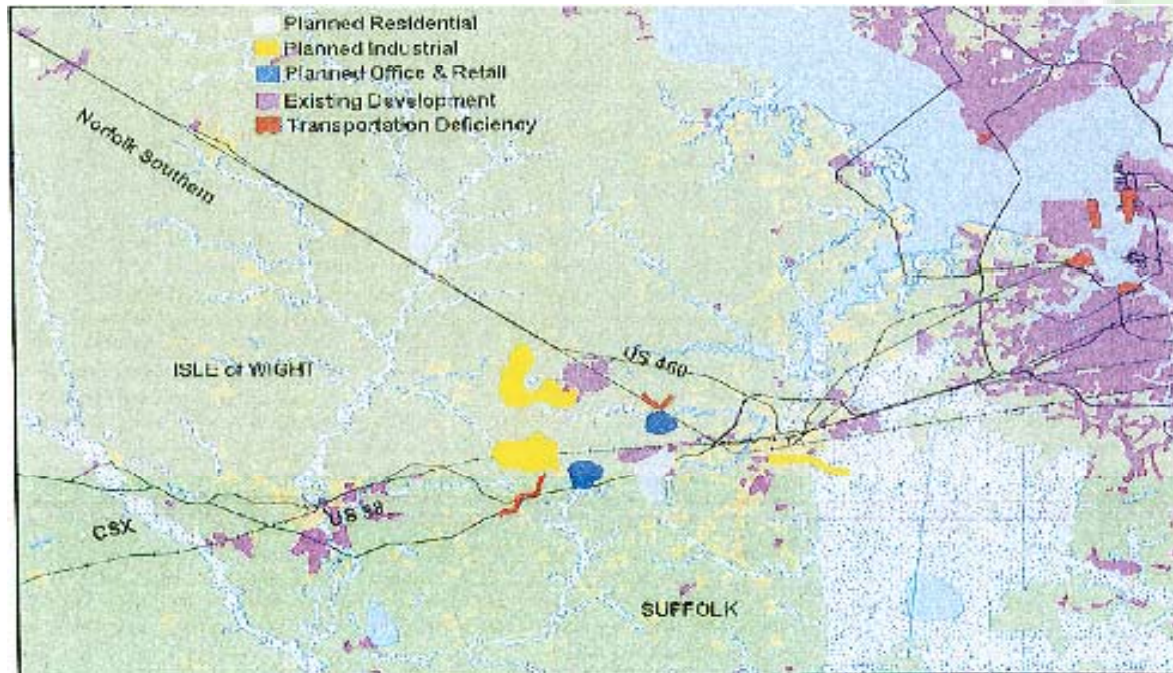 Planned Residential
Planned Industrial
Planned Office & Retail
Existing Development
Transportation Deficiency
Norfolk Southern
US 460
ISLE of WIGHT
US 58
CSX
SUFFOLK